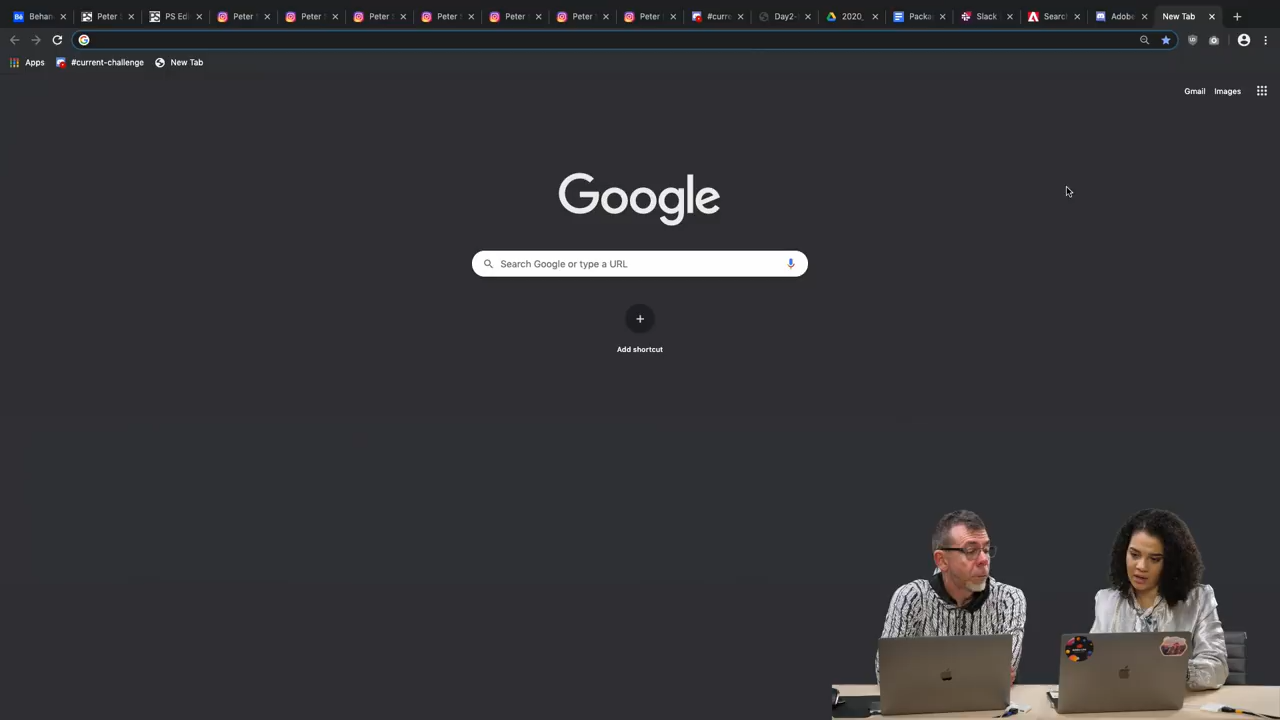 Behan
Peter
PS Edi
Peter
Peter
Peter
Peter
Peter
Peter
Peter
#curre
Day2-
2020_
Packa
Slack
Searc
Adobe
New Tab
Apps
#current-challenge
New Tab
Gmail
Images
Google
Search Google or type a URL
Add shortcut